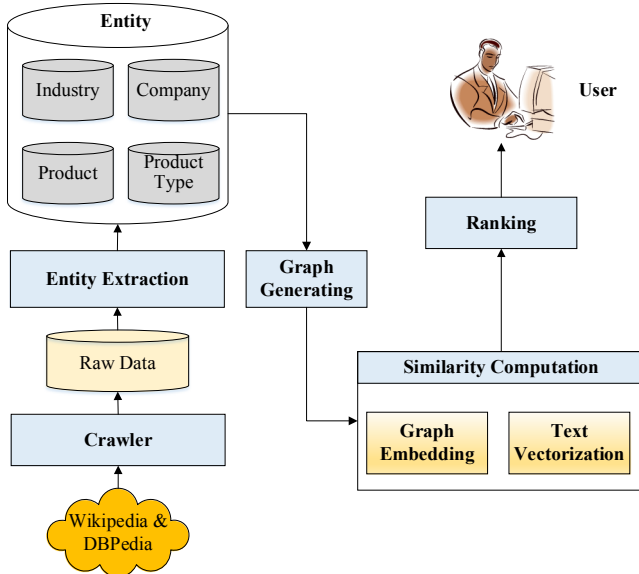 Entity
Industry
Company
Product
Product
Type
Entity Extraction
Raw Data
Crawler
Wikipedia &
DBPedia
Graph
Generating
User
Ranking
Similarity Computation
Graph
Embedding
Text
Vectorization